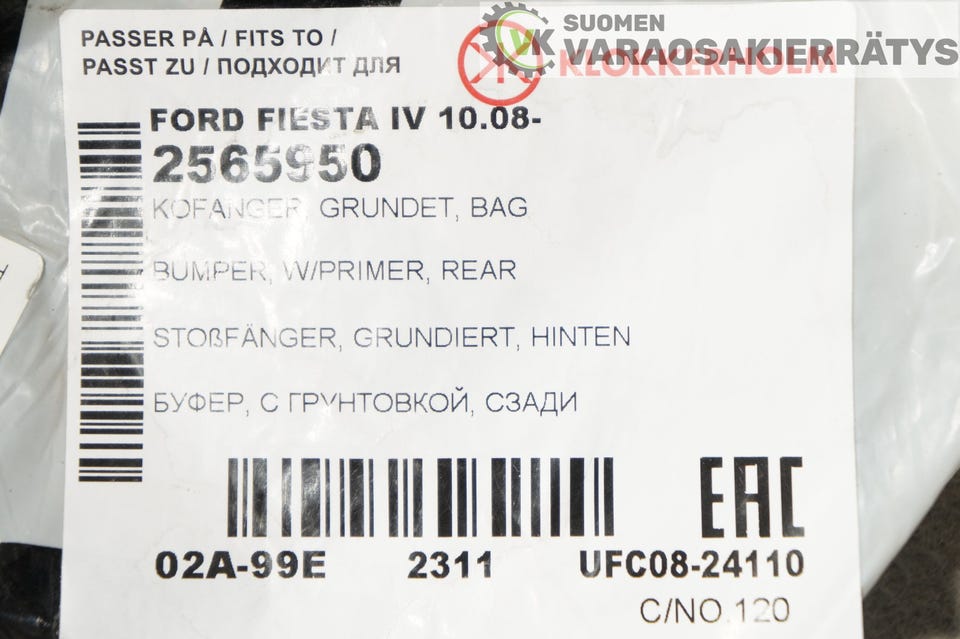 PASSER PÅ / FITS TO /
PASST ZU / ПОДХОДИТ ДЛЯ
SUOMEN
VK VARAOSAKIERRÄTYS
KLOKKERHOLM
FORD FIESTA IV 10.08-
2565950
KOFANGER, GRUNDET, BAG
BUMPER, W/PRIMER, REAR
STOßFÄNGER, GRUNDIERT, HINTEN
БУФЕР, С ГРУНТОВКОЙ, СЗАДИ
EAC
02A-99E 2311 UFC08-24110
C/NO.120